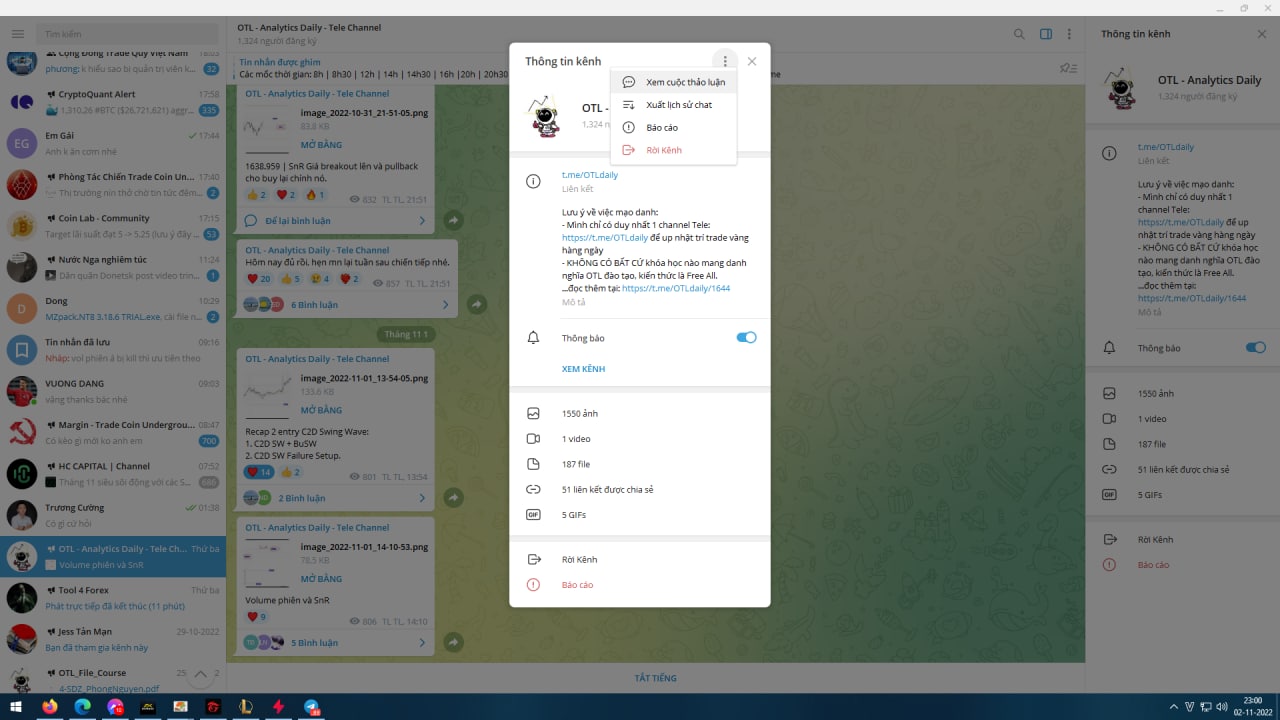 Tìm kiếm
Cộng Đồng Trade Quỹ Việt Nam 18:03
phương: k hiểu sao bị quản trị viên k... 32
CryptoQuant Alert 17:58
1,310.26 #BTC ($26,721,621) aggr... 335
EG Em Gái 17:44
Anh k ăn cơm nhé
Phòng Tác Chiến Trade Coin Un... 17:40
Thị trường nín thở chờ tin tức đêm... 2
Coin Lab - Community 17:15
Target lãi suất đạt 5 -> 5.25 (lưu ý đây ... 53
Nước Nga nghiêm túc 11:24
Dân quận Donetsk post video trin... 1
D Dong 10:29
MZpack.NT8 3.18.6 TRIAL.exe, cái file n... 2
Tin nhắn đã lưu 09:16
Nháp: vol phiên á bị kill thì ưu tiên theo
VUONG DANG 09:03
vâng thanks bác nhé
Margin - Trade Coin Undergrou... 08:47
Có kèo gì mới ko anh em 700
HC CAPITAL | Channel 07:52
Tháng 11 siêu sôi động với các S... 686
Trương Cường 01:38
Có gì cứ hỏi
OTL - Analytics Daily - Tele Ch... Thứ ba
Volume phiên và SnR
Tool 4 Forex Thứ ba
Phát trực tiếp đã kết thúc (11 phút)
Jess Tản Mạn 29-10-2022
Bạn đã tham gia kênh này
OTL_File_Course 25 2
4-SDZ_PhongNguyen.pdf
OTL - Analytics Daily - Tele Channel
1,324 người đăng ký
Tin nhắn được ghim
Các mốc thời gian: 8h | 8h30 | 12h | 14h | 14h30 | 16h |20h | 20h30 me
OTL - Analytics Daily - Tele Channel
image_2022-10-31_21-51-05.png
83.8 KB
MỞ BẰNG
1638,959 | SnR Giá breakout lên và pullback
cho buy lại chính nó.
2 2 1 832 TL TL, 21:51
Để lại bình luận
OTL - Analytics Daily - Tele Channel
Hôm nay đủ rồi, hẹn mn lại tuần sau chiến tiếp nhé.
20 5 4 2 857 TL TL, 21:51
6 Bình luận
Tháng 11 1
OTL - Analytics Daily - Tele Channel
image_2022-11-01_13-54-05.png
133.6 KB
MỞ BẰNG
Recap 2 entry C2D Swing Wave:
1. C2D SW + BuSW
2. C2D SW Failure Setup.
14 2 801 TL TL, 13:54
2 Bình luận
OTL - Analytics Daily - Tele Channel
image_2022-11-01_14-10-53.png
78.5 KB
MỞ BẰNG
Volume phiên và SnR
9 806 TL, 14:10
5 Bình luận
TẮT TIẾNG
Thông tin kênh
OTL -
1,324 n
Xem cuộc thảo luận
Xuất lịch sử chat
Báo cáo
Rời Kênh
t.me/OTLdaily
Liên kết
Lưu ý về việc mạo danh:
- Mình chỉ có duy nhất 1 channel Tele:
https://t.me/OTLdaily để up nhật trí trade vàng
hàng ngày
- KHÔNG CÓ BẤT CỨ khóa học nào mang danh
nghĩa OTL đào tạo, kiến thức là Free All.
...đọc thêm tại: https://t.me/OTLdaily/1644
Mô tả
Thông báo
XEM KÊNH
1550 ảnh
1 video
187 file
51 liên kết được chia sẻ
GIF 5 GIFs
Rời Kênh
Báo cáo
Thông tin kênh
OTL - Analytics Daily
1,324 người đăng ký
t.me/OTLdaily
Liên kết
Lưu ý về việc mạo danh:
- Mình chỉ có duy nhất 1
channel Tele:
https://t.me/OTLdaily để up
nhật trí trade vàng hàng
ngày
- KHÔNG CÓ BẤT CỨ khóa học
nào mang danh nghĩa OTL đào
tạo, kiến thức là Free All.
...đọc thêm tại:
https://t.me/OTLdaily/1644
Mô tả
Thông báo
1550 ảnh
1 video
187 file
51 liên kết được chia sẻ
GIF 5 GIFs
Rời Kênh
Báo cáo
23:00
02-11-2022